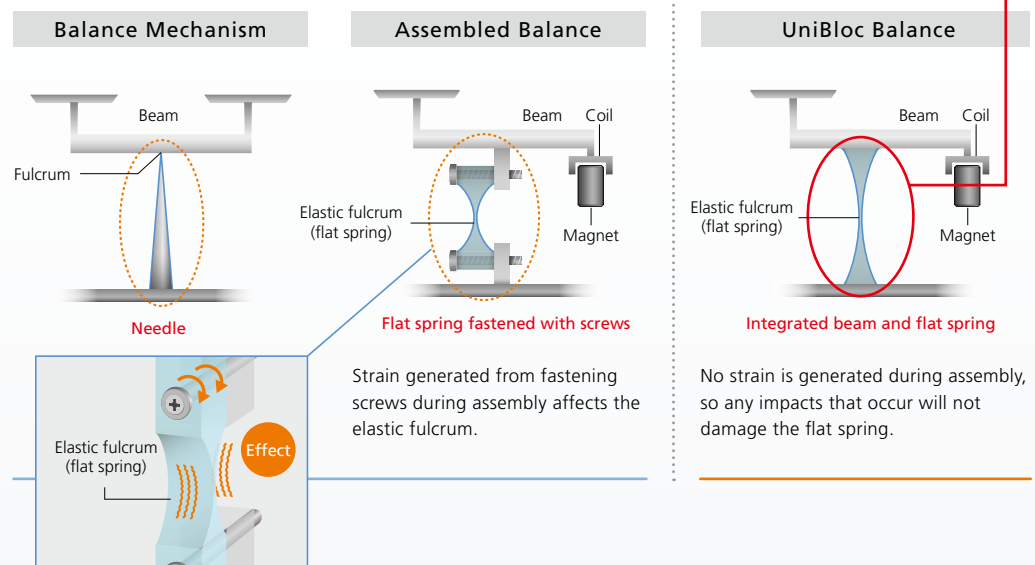 Balance Mechanism
Beam
Fulcrum
Needle
Assembled Balance
Beam
Coil
Elastic fulcrum
(flat spring)
Magnet
Flat spring fastened with screws
Strain generated from fastening
screws during assembly affects the
elastic fulcrum.
Elastic fulcrum
(flat spring)
Effect
UniBloc Balance
Beam
Coil
Elastic fulcrum
(flat spring)
Magnet
Integrated beam and flat spring
No strain is generated during assembly,
so any impacts that occur will not
damage the flat spring.